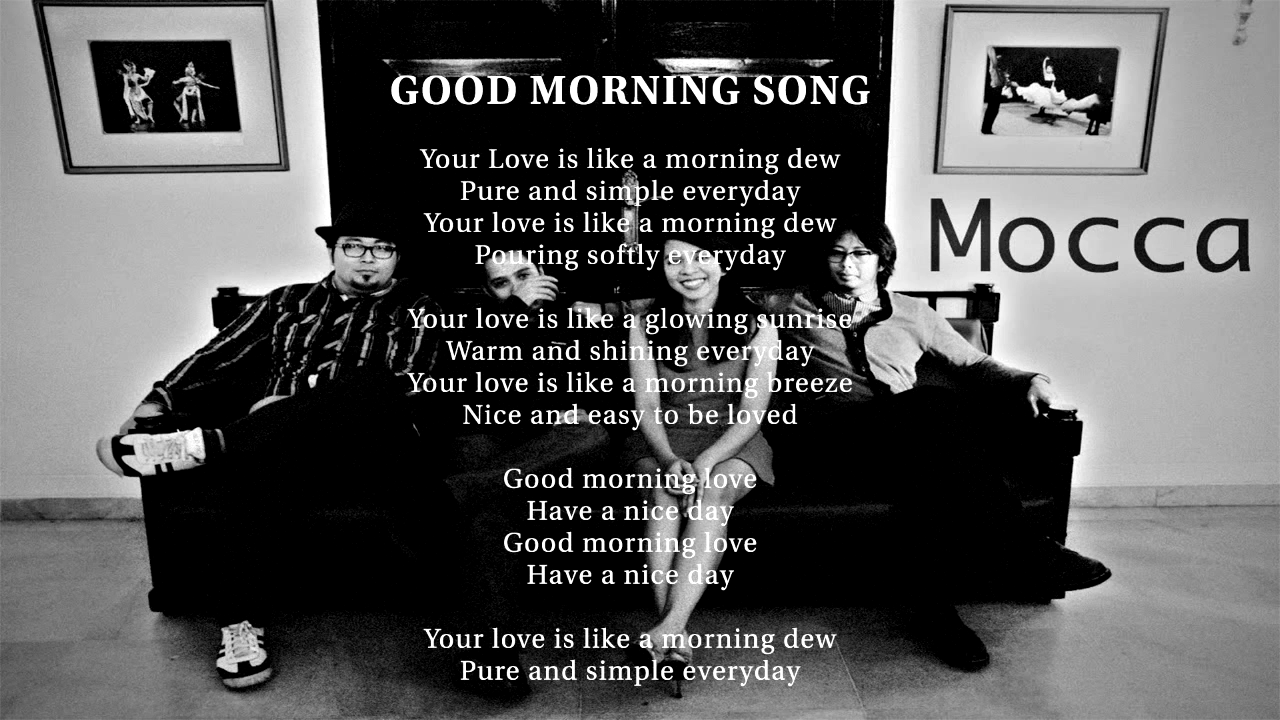 GOOD MORNING SONG
Your Love is like a morning dew
Pure and simple everyday
Your love is like a morning dew
Pouring softly everyday
Mocca
Your love is like a glowing sunrise
Warm and shining everyday
Your love is like a morning breeze
Nice and easy to be loved
Good morning love
Have a nice day
Good morning love
Have a nice day
Your love is like a morning dew
Pure and simple everyday